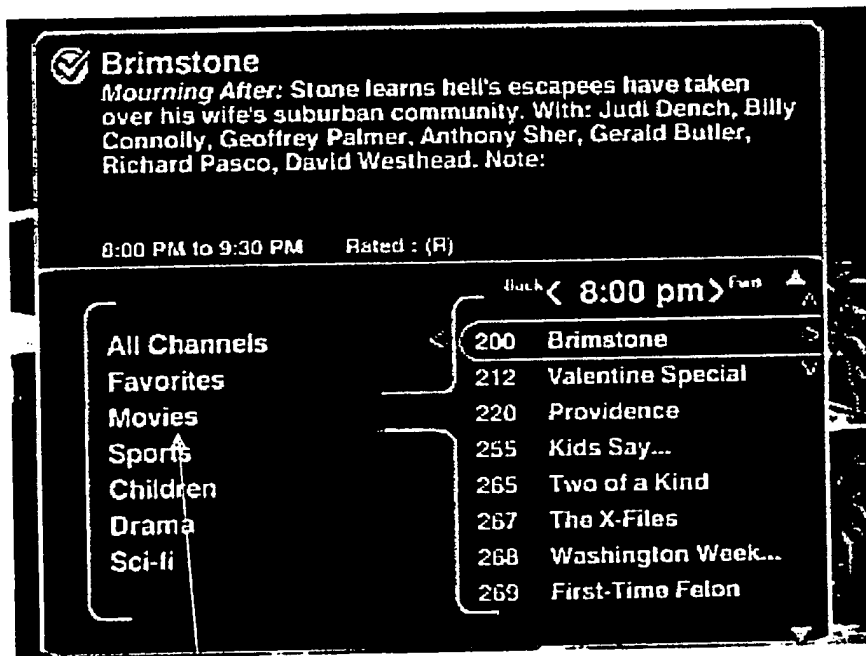 Brimstone
Mourning After: Stone learns hell's escapees have taken
over his wife's suburban community. With: Judi Dench, Billy
Connolly, Geoffrey Palmer, Anthony Sher, Gerald Butler,
Richard Pasco, David Westhead. Note:
8:00 PM to 9:30 PM Rated : (R)
Back < 8:00 pm > Fwd
All Channels
Favorites
Movies
Sports
Children
Drama
Sci-fi
200 Brimstone
212 Valentine Special
220 Providence
255 Kids Say...
265 Two of a Kind
267 The X-Files
268 Washington Week...
269 First-Time Felon